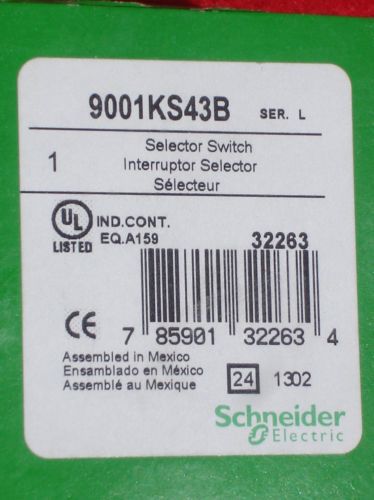 9001KS43B SER. L
1
Selector Switch
Interruptor Selector
Sélecteur
UL
LISTED
IND.CONT.
EQ.A159
32263
CE
7 85901 32263 4
Assembled in Mexico
Ensamblado en México
Assemblé au Mexique
24 1302
Schneider
Electric